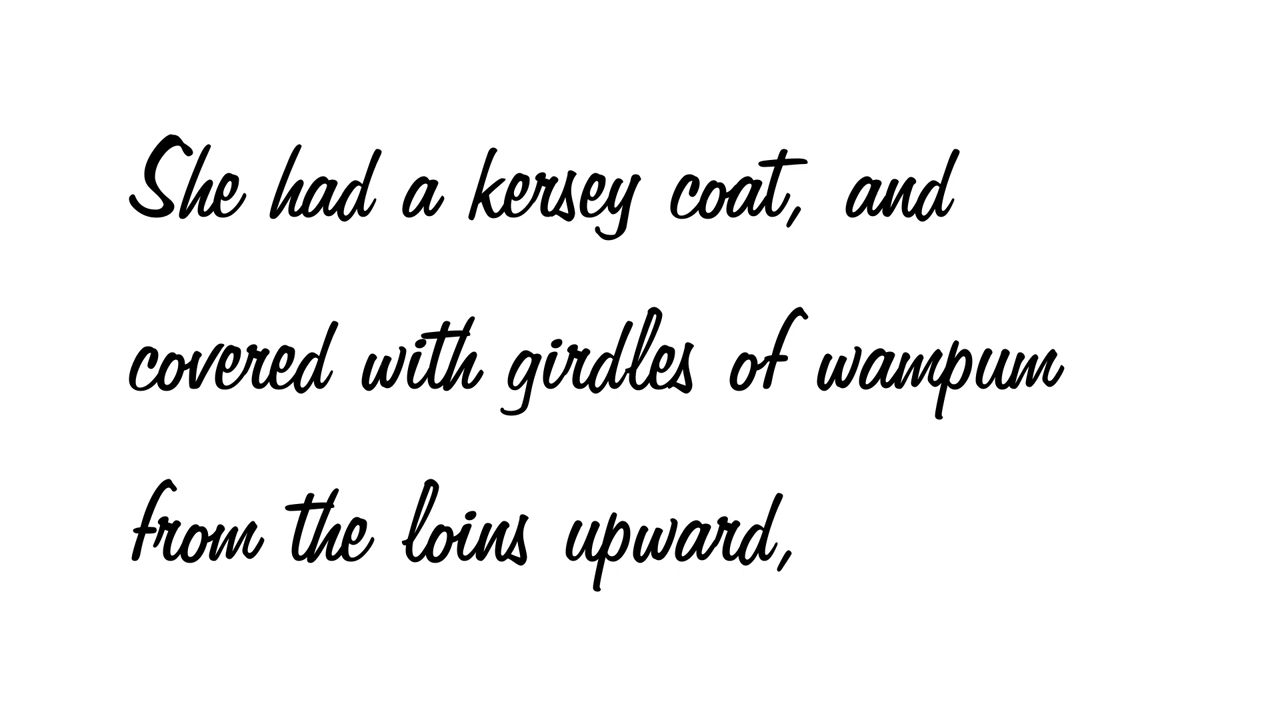 She had a kersey coat, and
covered with girdles of wampum
from the loins upward,